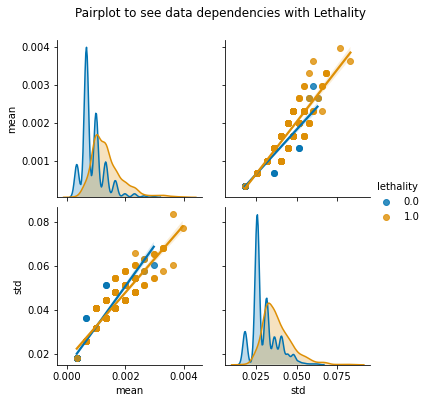 Pairplot to see data dependencies with Lethality
0.004
0.003
0.002
0.001
mean
lethality
0.0
1.0
0.08
0.06
0.04
0.02
std
0.000 0.002 0.004
mean
0.025 0.050 0.075
std